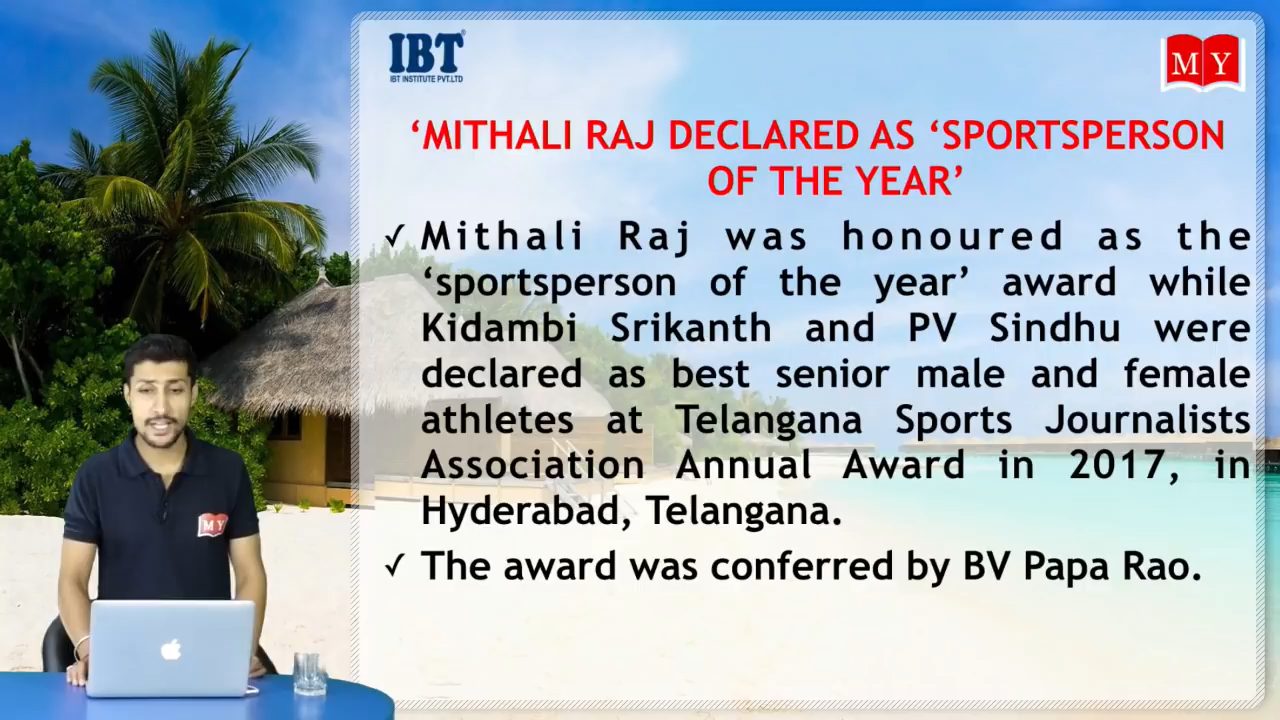 IBT
IBT INSTITUTE PVT.LTD
M Y
‘MITHALI RAJ DECLARED AS ‘SPORTSPERSON
OF THE YEAR’
✓ Mithali Raj was honoured as the
‘sportsperson of the year’ award while
Kidambi Srikanth and PV Sindhu were
declared as best senior male and female
athletes at Telangana Sports Journalists
Association Annual Award in 2017, in
Hyderabad, Telangana.
✓ The award was conferred by BV Papa Rao.
MY